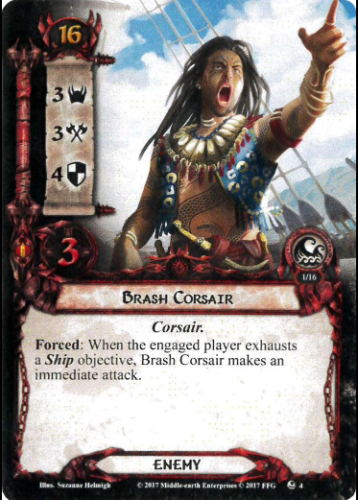 16
3
3
4
3
1/16
Brash Corsair
Corsair.
Forced: When the engaged player exhausts
a Ship objective, Brash Corsair makes an
immediate attack.
ENEMY
Illus. Suzanne Helmigh © 2017 Middle-earth Enterprises © 2017 FFG 4